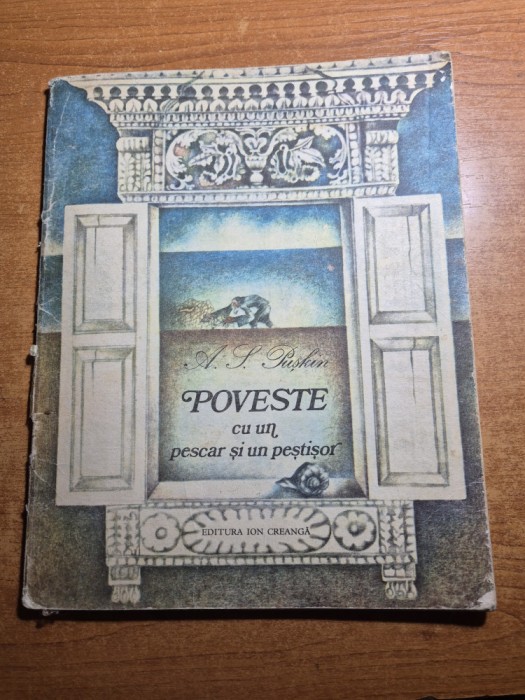 A. S. Pușkin
POVESTE
cu un
pescar și un peștișor
EDITURA ION CREANGĂ